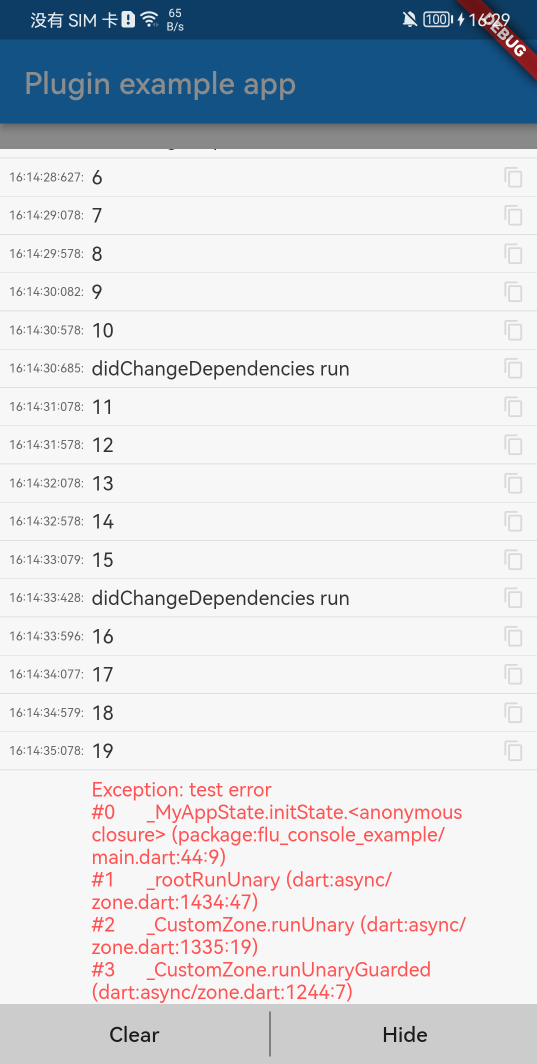 没有 SIM 卡 65 B/s 100 16:29
DEBUG
Plugin example app
16:14:28:627: 6
16:14:29:078: 7
16:14:29:578: 8
16:14:30:082: 9
16:14:30:578: 10
16:14:30:685: didChangeDependencies run
16:14:31:078: 11
16:14:31:578: 12
16:14:32:078: 13
16:14:32:578: 14
16:14:33:079: 15
16:14:33:428: didChangeDependencies run
16:14:33:596: 16
16:14:34:077: 17
16:14:34:579: 18
16:14:35:078: 19
Exception: test error
#0 _MyAppState.initState.<anonymous
closure> (package:flu_console_example/
main.dart:44:9)
#1 _rootRunUnary (dart:async/
zone.dart:1434:47)
#2 _CustomZone.runUnary (dart:async/
zone.dart:1335:19)
#3 _CustomZone.runUnaryGuarded
(dart:async/zone.dart:1244:7)
Clear Hide